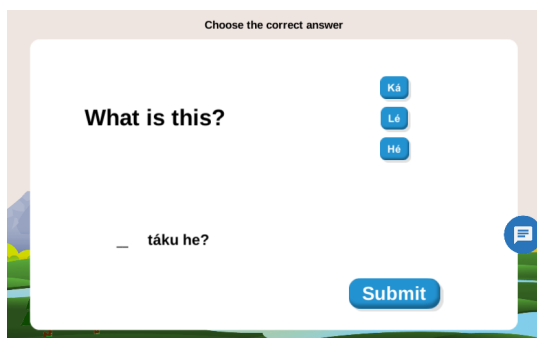 Choose the correct answer
What is this?
Ká
Lé
Hé
_ táku he?
Submit